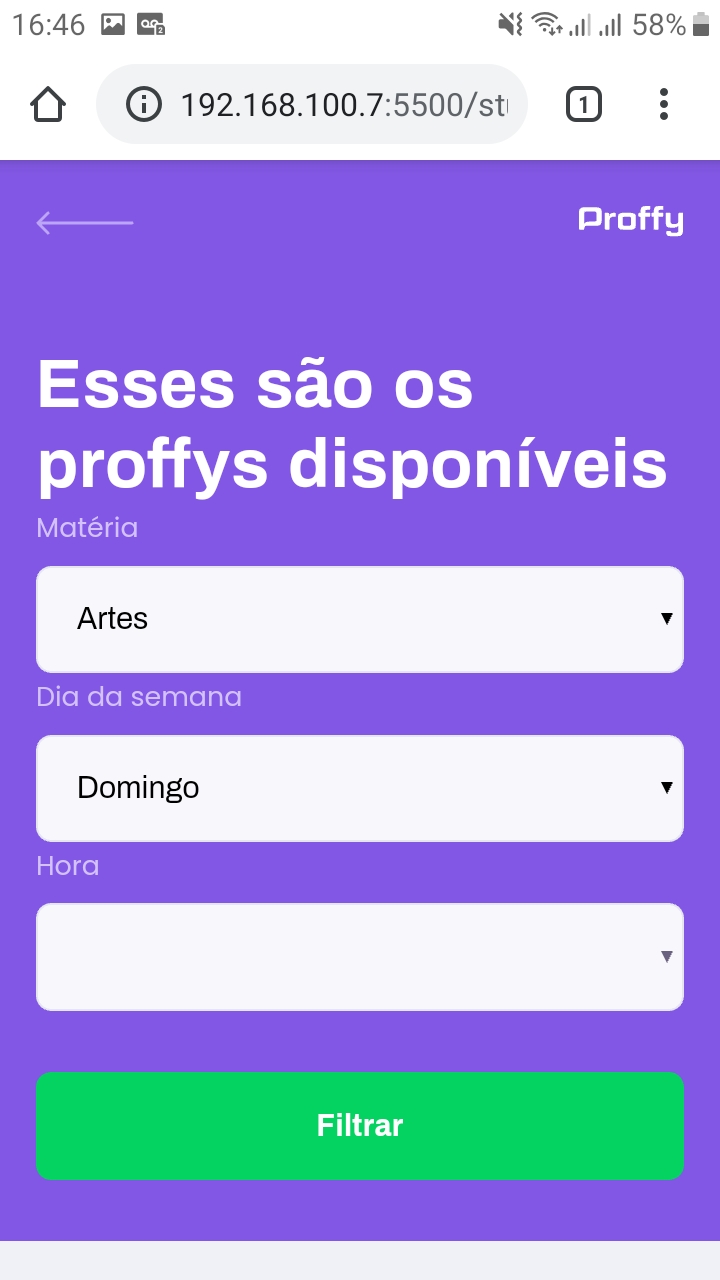 16:46
58%
192.168.100.7:5500/st
1
Proffy
Esses são os
proffys disponíveis
Matéria
Artes
Dia da semana
Domingo
Hora
Filtrar